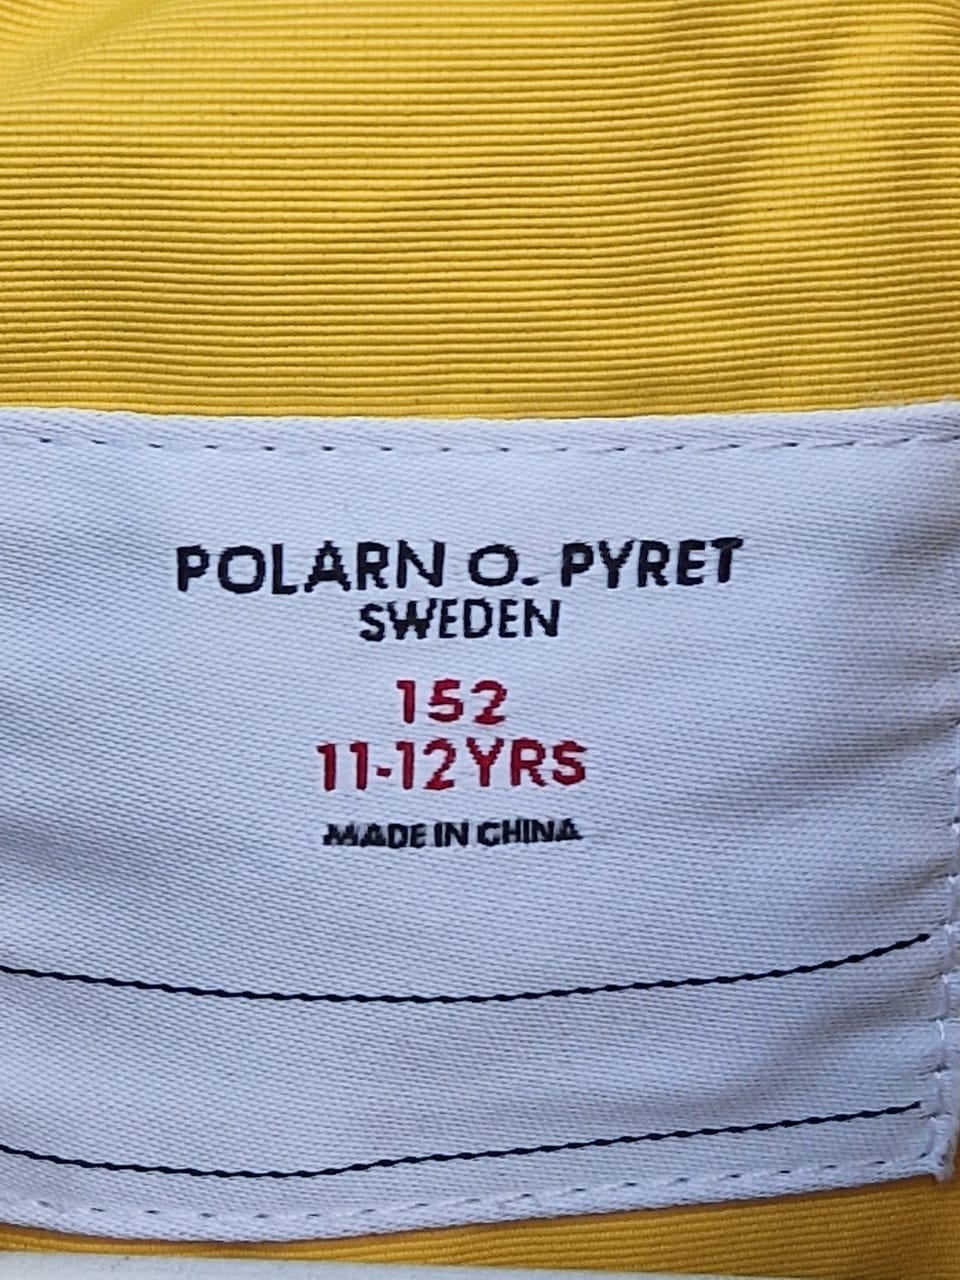 POLARN O. PYRET
SWEDEN
152
11-12YRS
MADE IN CHINA